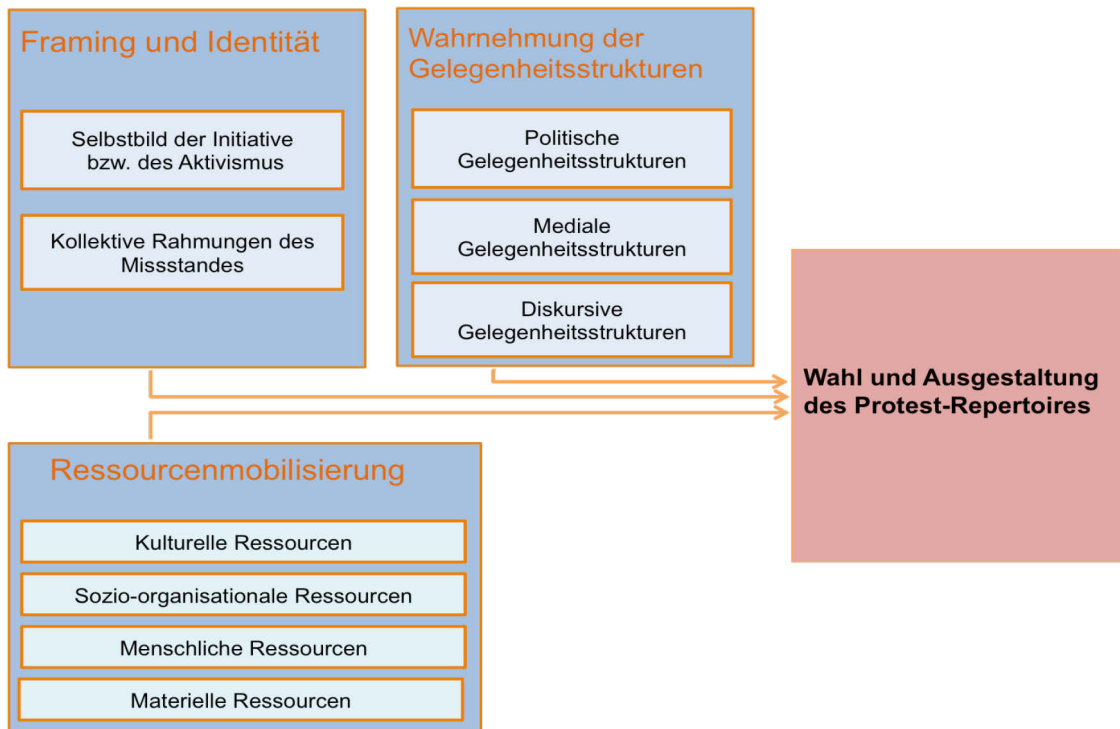 Framing und Identität
Selbstbild der Initiative
bzw. des Aktivismus
Kollektive Rahmungen des
Missstandes
Wahrnehmung der
Gelegenheitsstrukturen
Politische
Gelegenheitsstrukturen
Mediale
Gelegenheitsstrukturen
Diskursive
Gelegenheitsstrukturen
Ressourcenmobilisierung
Kulturelle Ressourcen
Sozio-organisationale Ressourcen
Menschliche Ressourcen
Materielle Ressourcen
Wahl und Ausgestaltung
des Protest-Repertoires